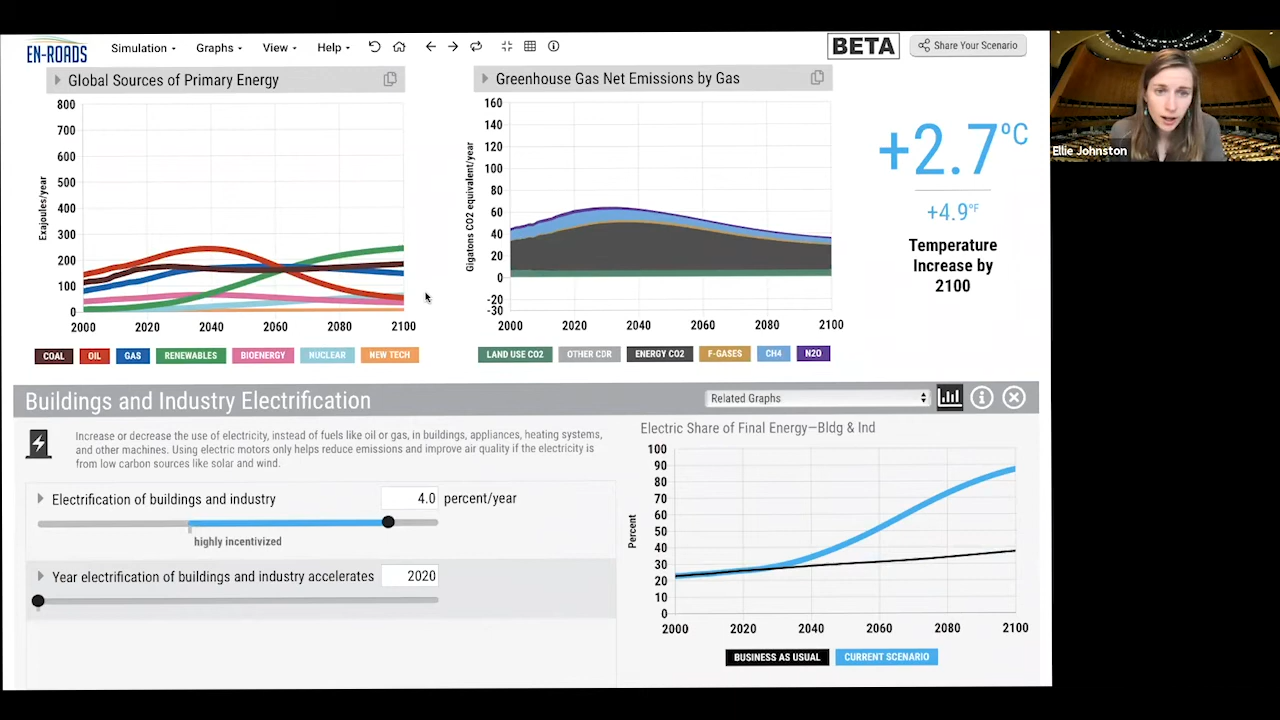 EN-ROADS
Simulation Graphs View Help
BETA
Share Your Scenario
Global Sources of Primary Energy
800
700
600
500
400
300
200
100
0
Exajoules/year
2000 2020 2040 2060 2080 2100
COAL OIL GAS RENEWABLES BIOENERGY NUCLEAR NEW TECH
Greenhouse Gas Net Emissions by Gas
160
140
120
100
80
60
40
20
0
-20
-30
Gigatons CO2 equivalent/year
2000 2020 2040 2060 2080 2100
LAND USE CO2 OTHER CDR ENERGY CO2 F-GASES CH4 N2O
+2.7°C
+4.9°F
Temperature
Increase by
2100
Ellie Johnston
Buildings and Industry Electrification
Related Graphs
Increase or decrease the use of electricity, instead of fuels like oil or gas, in buildings, appliances, heating systems,
and other machines. Using electric motors only helps reduce emissions and improve air quality if the electricity is
from low carbon sources like solar and wind.
Electrification of buildings and industry 4.0 percent/year
highly incentivized
Year electrification of buildings and industry accelerates 2020
Electric Share of Final Energy—Bldg & Ind
100
90
80
70
60
50
40
30
20
10
0
Percent
2000 2020 2040 2060 2080 2100
BUSINESS AS USUAL CURRENT SCENARIO